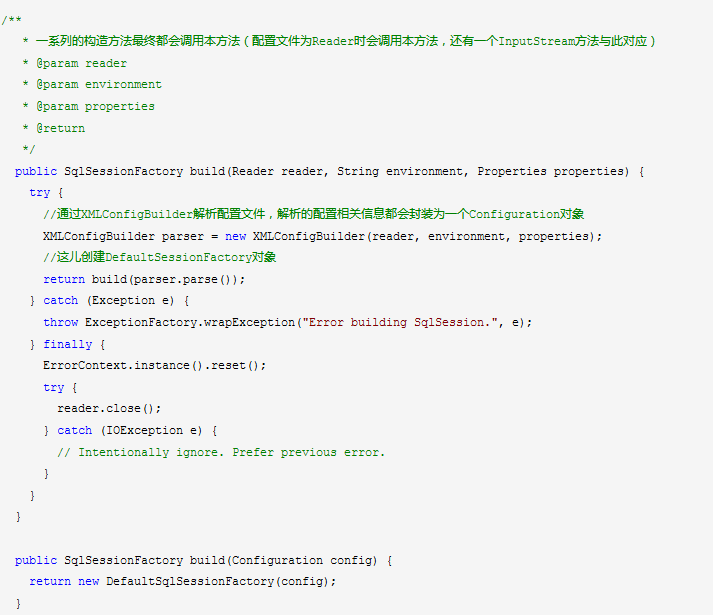 /**
 * 一系列的构造方法最终都会调用本方法（配置文件为Reader时会调用本方法，还有一个InputStream方法与此对应）
 * @param reader
 * @param environment
 * @param properties
 * @return
 */
public SqlSessionFactory build(Reader reader, String environment, Properties properties) {
try {
//通过XMLConfigBuilder解析配置文件，解析的配置相关信息都会封装为一个Configuration对象
XMLConfigBuilder parser = new XMLConfigBuilder(reader, environment, properties);
//这儿创建DefaultSessionFactory对象
return build(parser.parse());
} catch (Exception e) {
throw ExceptionFactory.wrapException("Error building SqlSession.", e);
} finally {
ErrorContext.instance().reset();
try {
reader.close();
} catch (IOException e) {
// Intentionally ignore. Prefer previous error.
}
}
}
public SqlSessionFactory build(Configuration config) {
return new DefaultSqlSessionFactory(config);
}